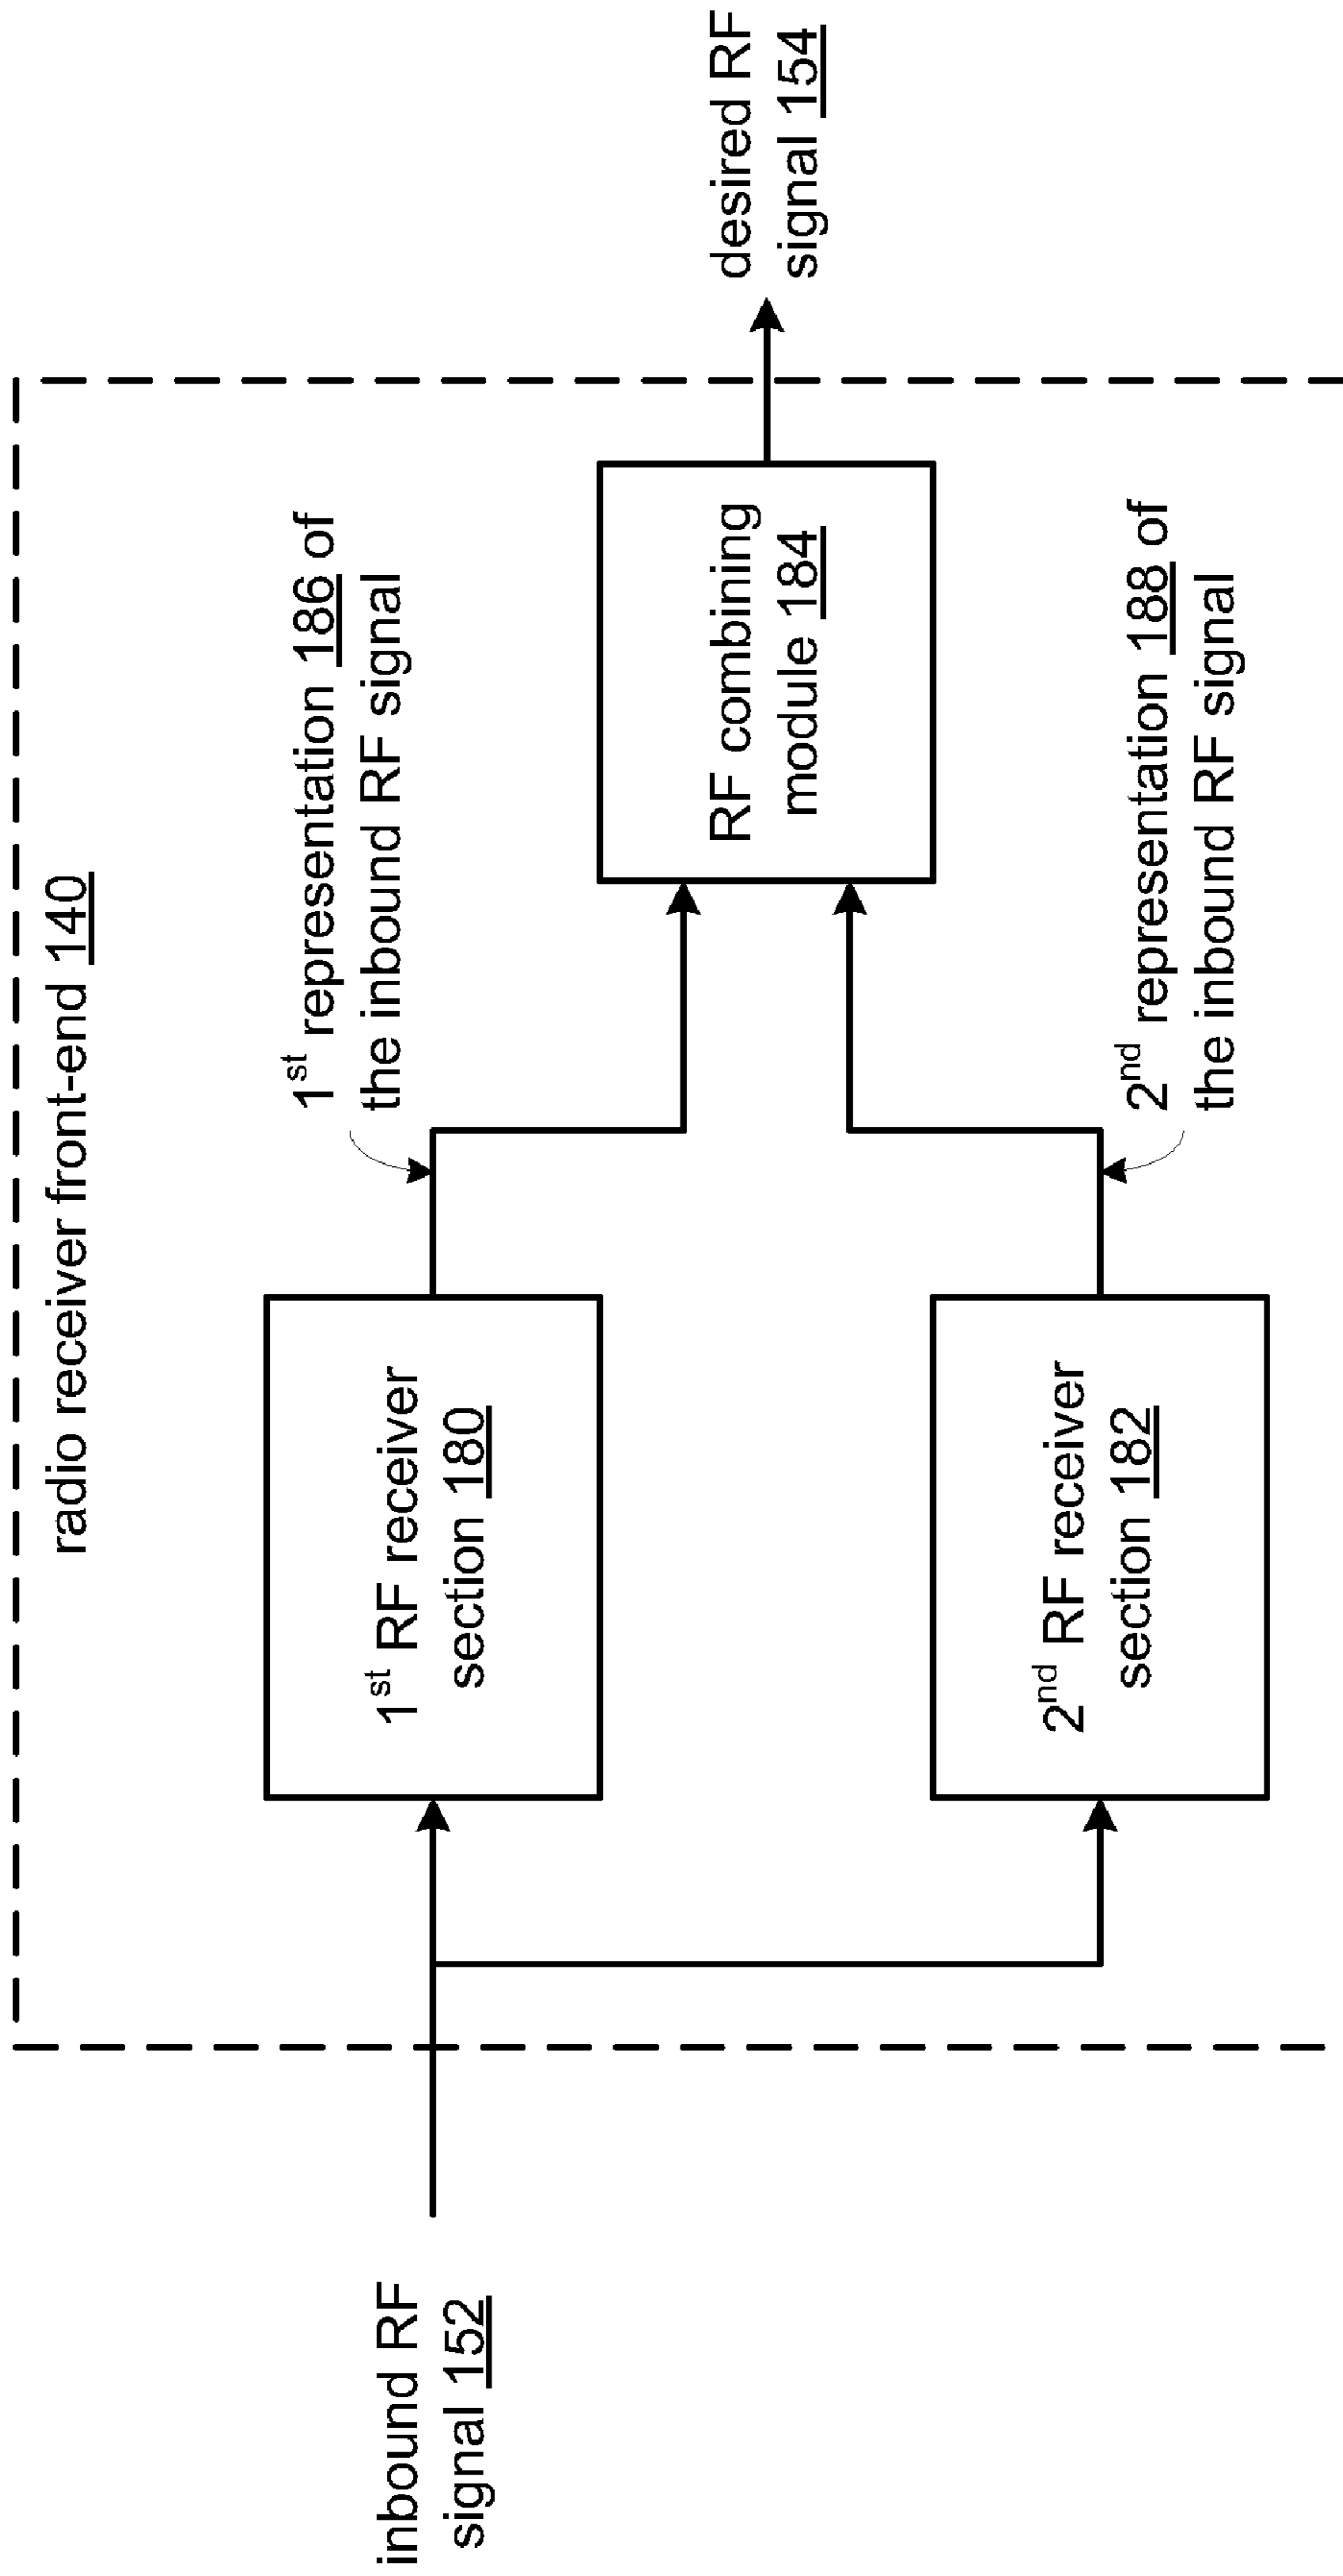 radio receiver front-end 140
inbound RF
signal 152
1st RF receiver
section 180
1st representation 186 of
the inbound RF signal
RF combining
module 184
desired RF
signal 154
2nd RF receiver
section 182
2nd representation 188 of
the inbound RF signal